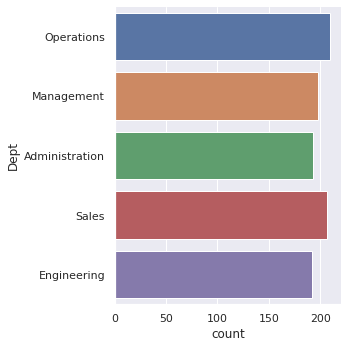 Operations
Management
Administration
Sales
Engineering
Dept
0 50 100 150 200
count